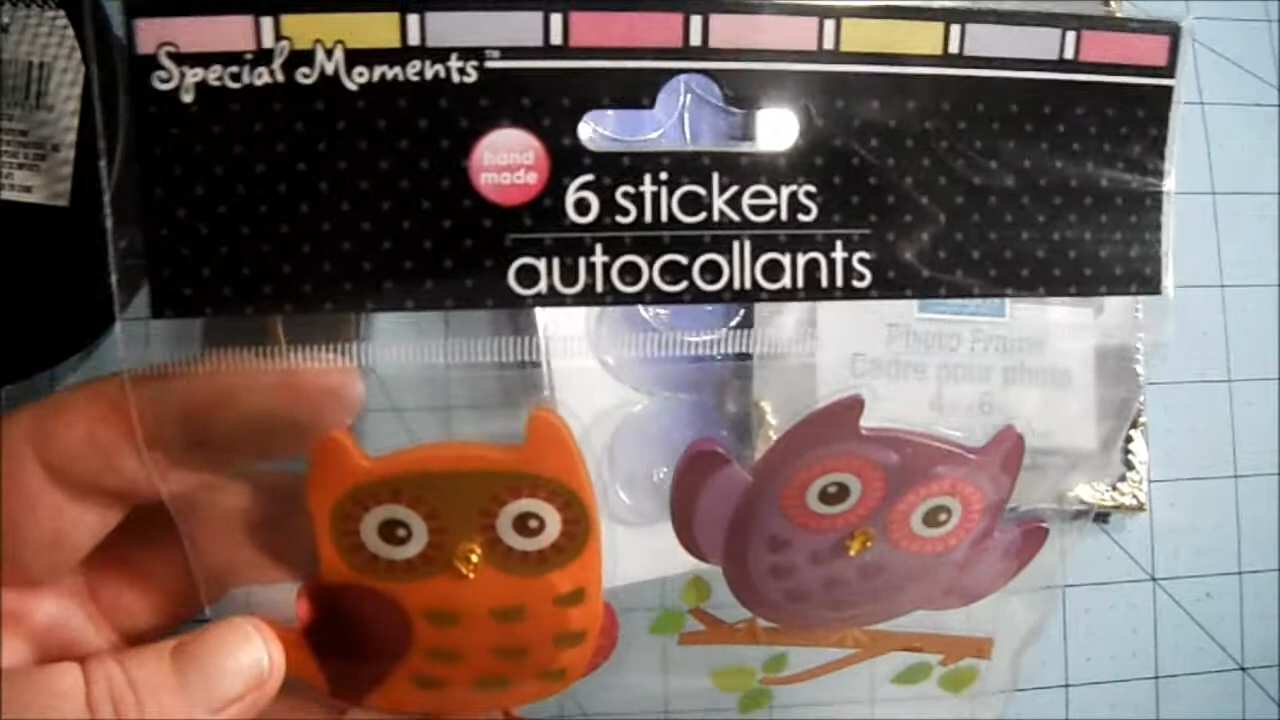 Special Moments™
hand
made
6 stickers
autocollants
Photo Frame
Cadre pour photo